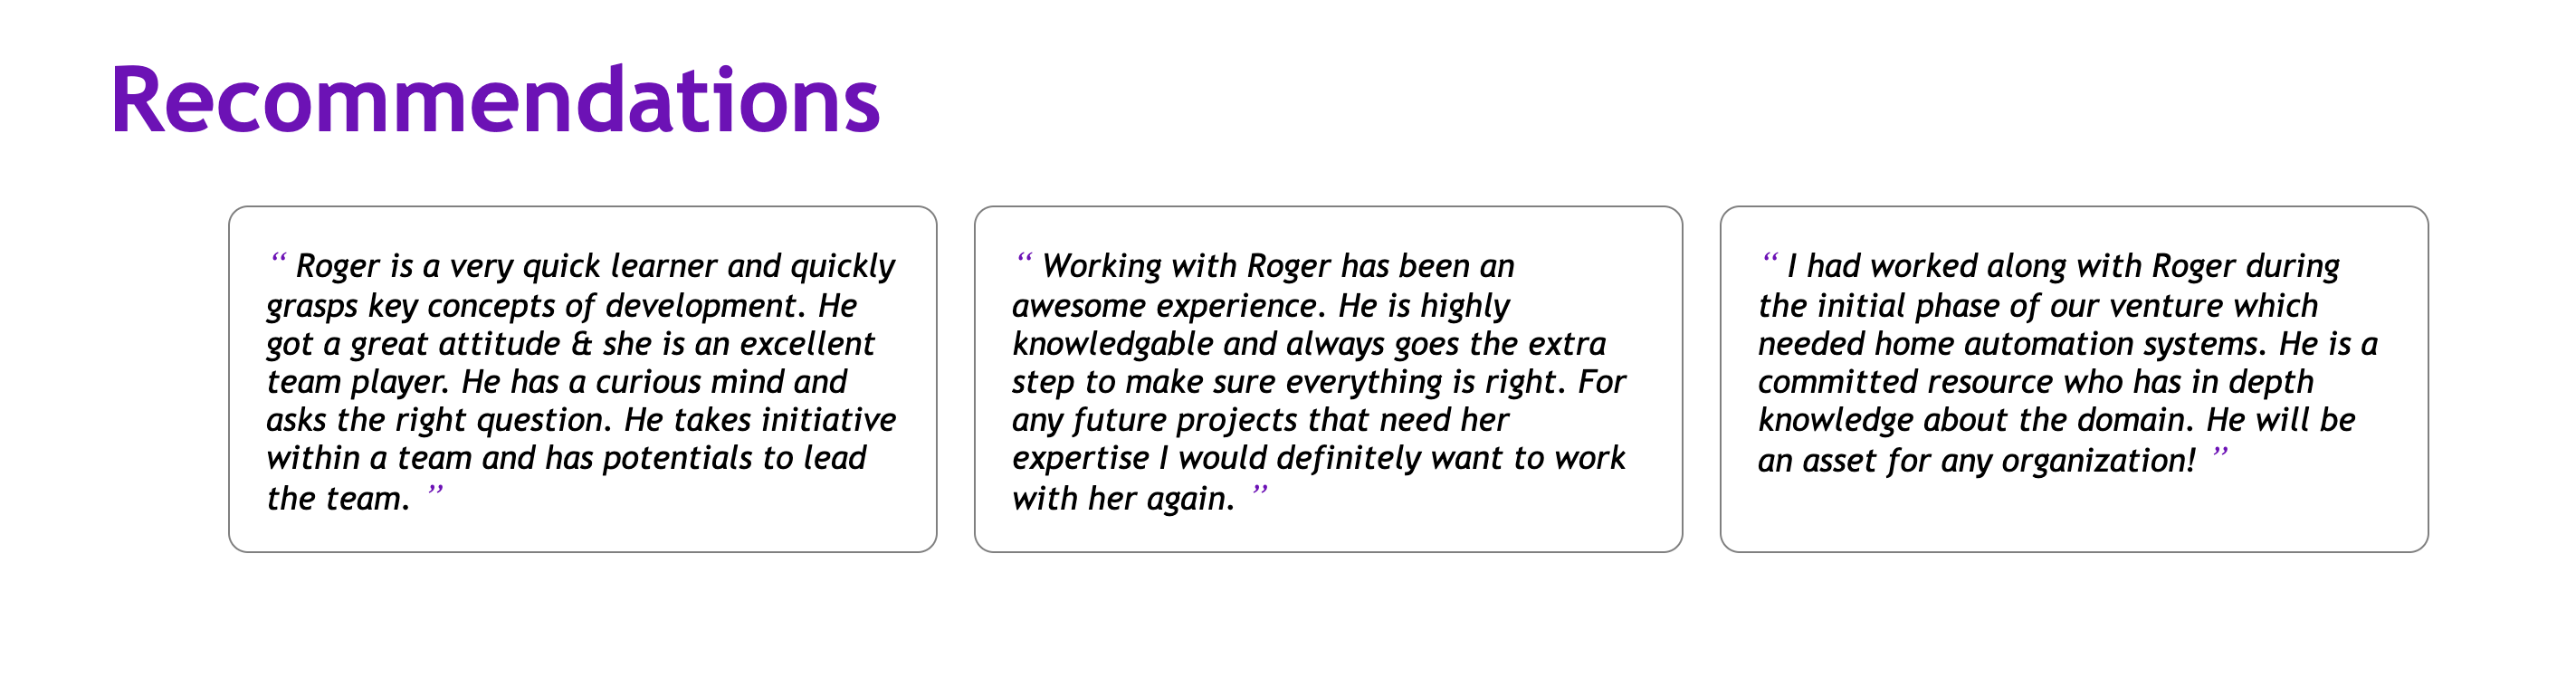 Recommendations
“ Roger is a very quick learner and quickly
grasps key concepts of development. He
got a great attitude & she is an excellent
team player. He has a curious mind and
asks the right question. He takes initiative
within a team and has potentials to lead
the team. ”
“ Working with Roger has been an
awesome experience. He is highly
knowledgable and always goes the extra
step to make sure everything is right. For
any future projects that need her
expertise I would definitely want to work
with her again. ”
“ I had worked along with Roger during
the initial phase of our venture which
needed home automation systems. He is a
committed resource who has in depth
knowledge about the domain. He will be
an asset for any organization! ”